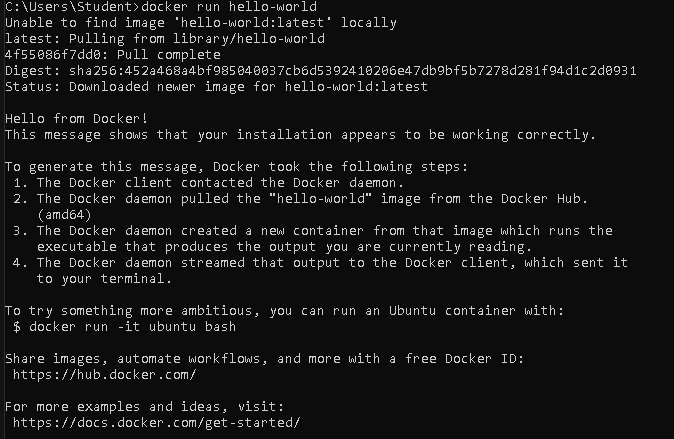 C:\Users\Student>docker run hello-world
Unable to find image 'hello-world:latest' locally
latest: Pulling from library/hello-world
4f55086f7dd0: Pull complete
Digest: sha256:452a468a4bf985040037cb6d5392410206e47db9bf5b7278d281f94d1c2d0931
Status: Downloaded newer image for hello-world:latest

Hello from Docker!
This message shows that your installation appears to be working correctly.

To generate this message, Docker took the following steps:
 1. The Docker client contacted the Docker daemon.
 2. The Docker daemon pulled the "hello-world" image from the Docker Hub.
    (amd64)
 3. The Docker daemon created a new container from that image which runs the
    executable that produces the output you are currently reading.
 4. The Docker daemon streamed that output to the Docker client, which sent it
    to your terminal.

To try something more ambitious, you can run an Ubuntu container with:
 $ docker run -it ubuntu bash

Share images, automate workflows, and more with a free Docker ID:
 https://hub.docker.com/

For more examples and ideas, visit:
 https://docs.docker.com/get-started/